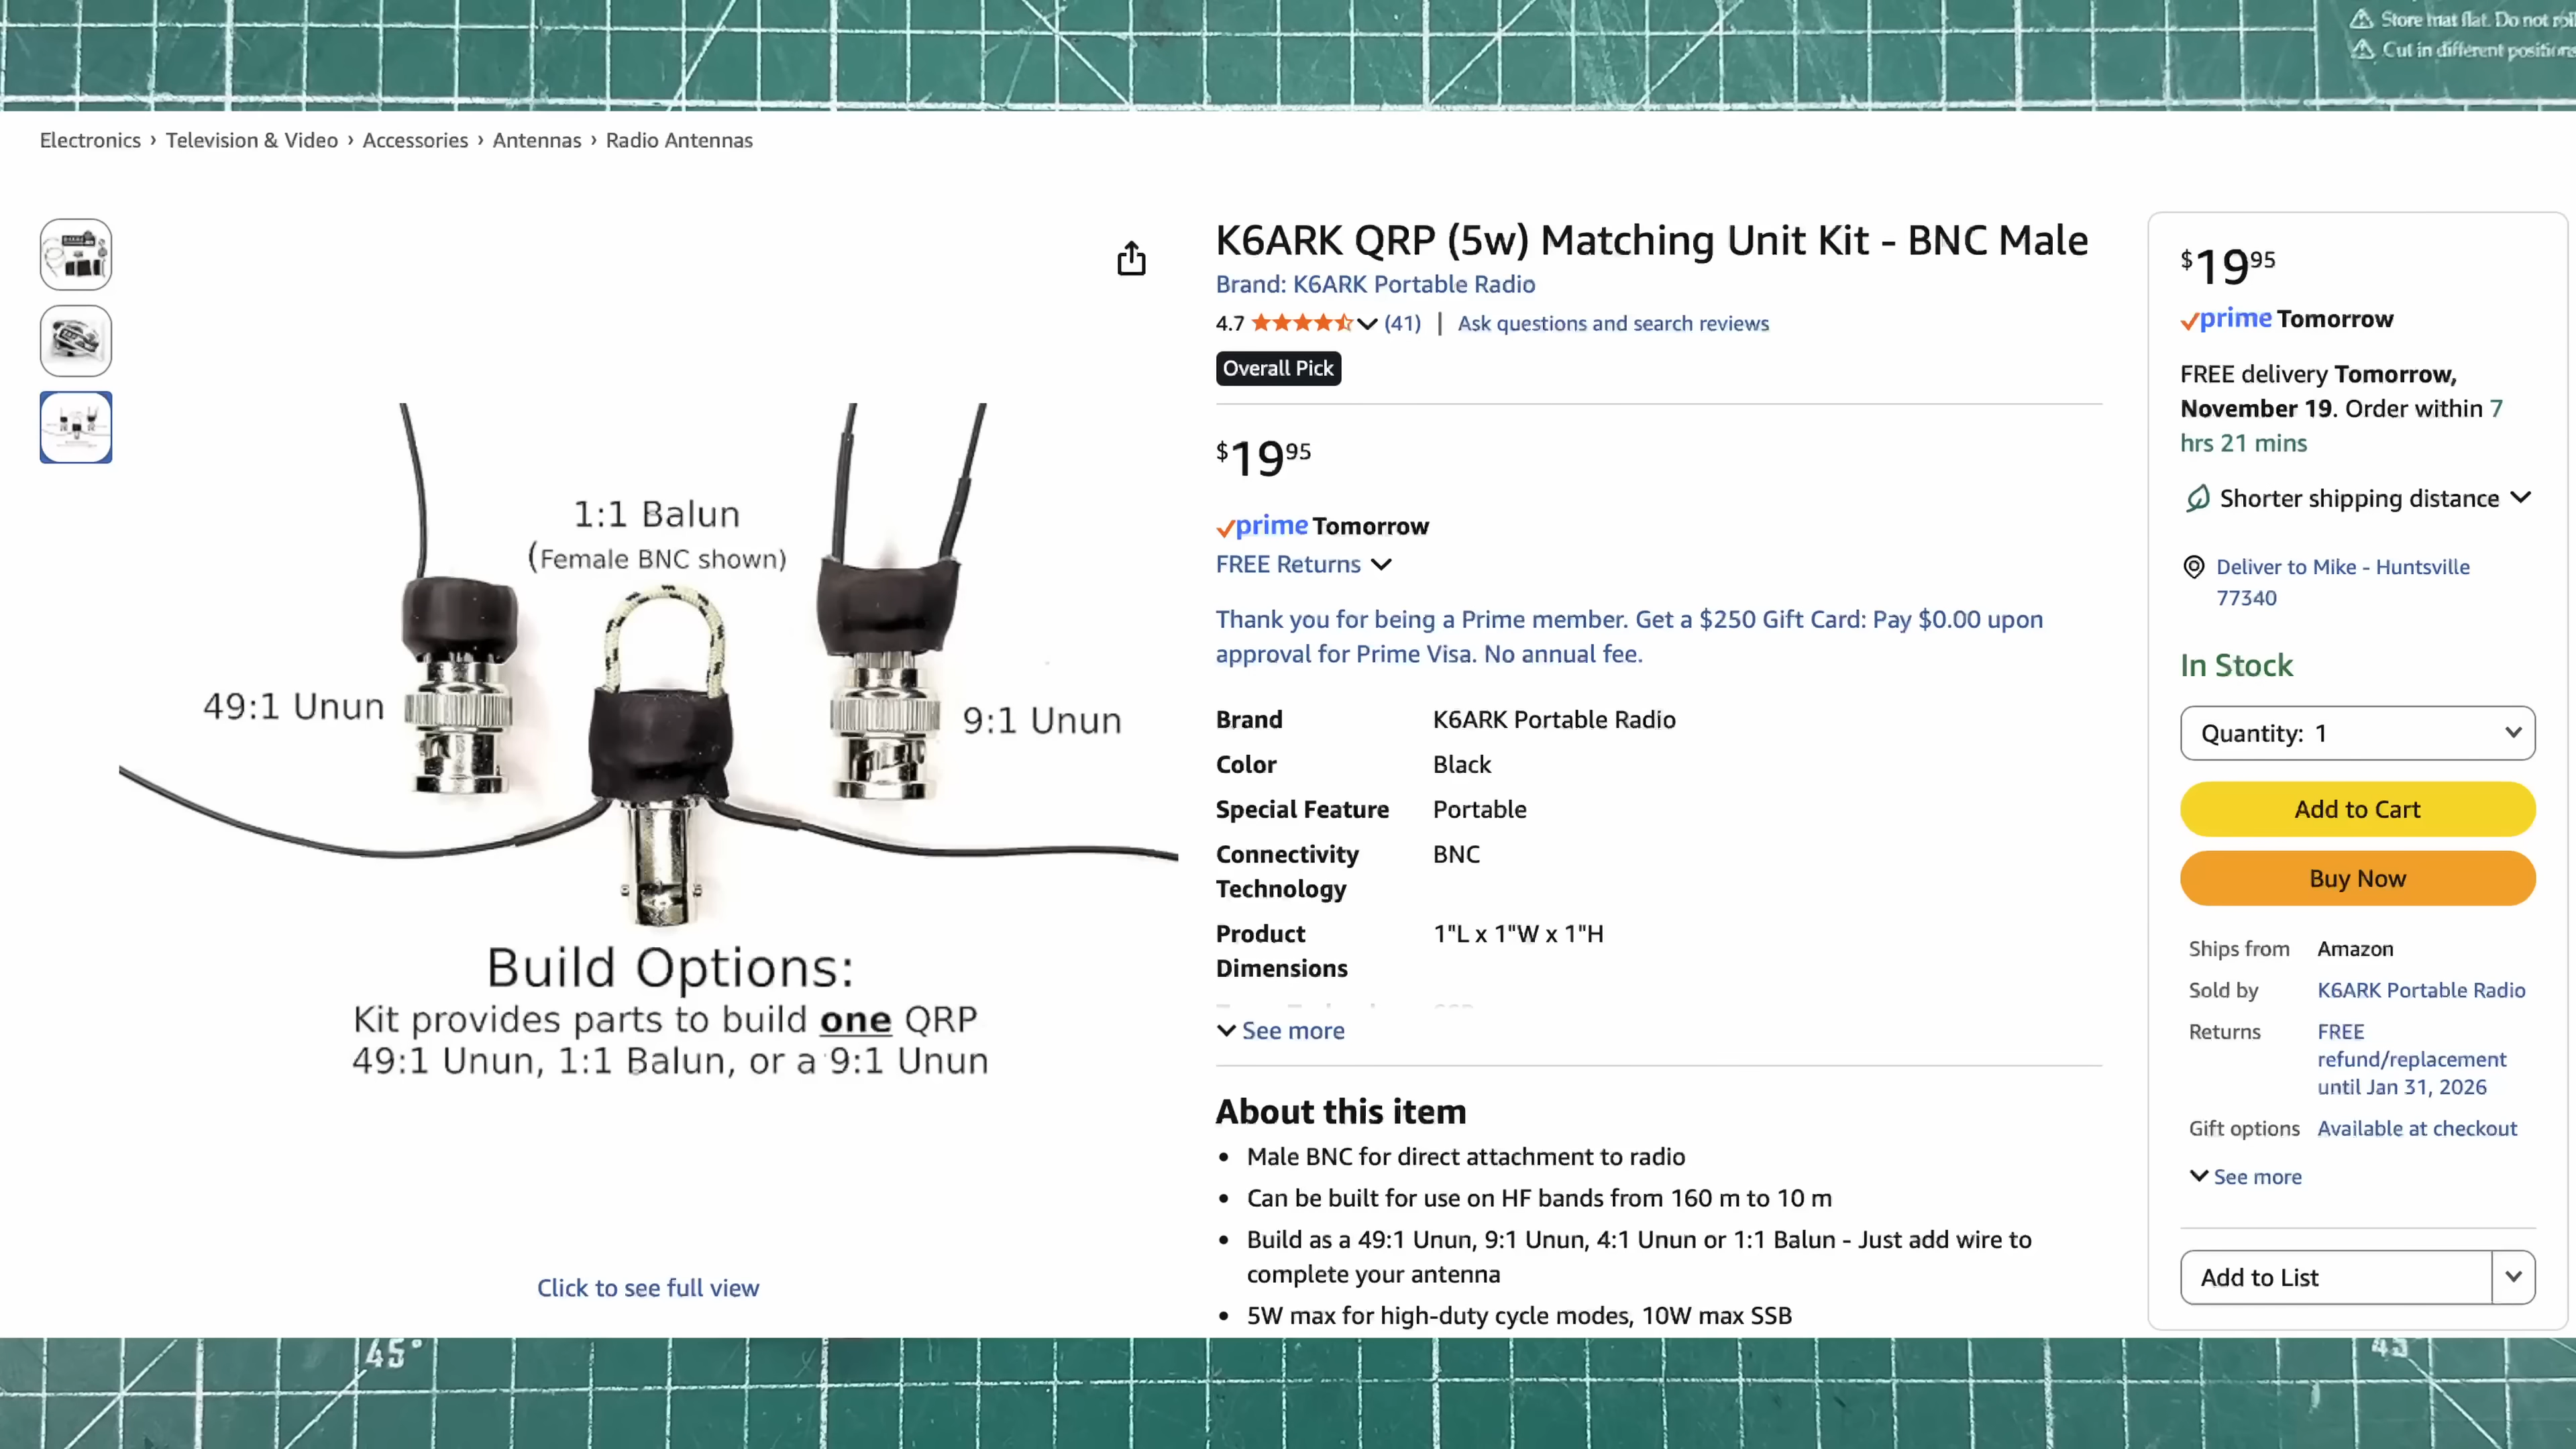 Store mat flat. Do not
Cut in different
Electronics › Television & Video › Accessories › Antennas › Radio Antennas
1:1 Balun
(Female BNC shown)
49:1 Unun
9:1 Unun
Build Options:
Kit provides parts to build one QRP
49:1 Unun, 1:1 Balun, or a 9:1 Unun
Click to see full view
K6ARK QRP (5w) Matching Unit Kit - BNC Male
Brand: K6ARK Portable Radio
4.7 (41) | Ask questions and search reviews
Overall Pick
$19.95
prime Tomorrow
FREE Returns
Thank you for being a Prime member. Get a $250 Gift Card: Pay $0.00 upon
approval for Prime Visa. No annual fee.
Brand K6ARK Portable Radio
Color Black
Special Feature Portable
Connectivity BNC
Technology
Product 1"L x 1"W x 1"H
Dimensions
See more
About this item
• Male BNC for direct attachment to radio
• Can be built for use on HF bands from 160 m to 10 m
• Build as a 49:1 Unun, 9:1 Unun, 4:1 Unun or 1:1 Balun - Just add wire to
complete your antenna
• 5W max for high-duty cycle modes, 10W max SSB
$19.95
prime Tomorrow
FREE delivery Tomorrow,
November 19. Order within 7
hrs 21 mins
Shorter shipping distance
Deliver to Mike - Huntsville
77340
In Stock
Quantity: 1
Add to Cart
Buy Now
Ships from Amazon
Sold by K6ARK Portable Radio
Returns FREE
refund/replacement
until Jan 31, 2026
Gift options Available at checkout
See more
Add to List
45°
45